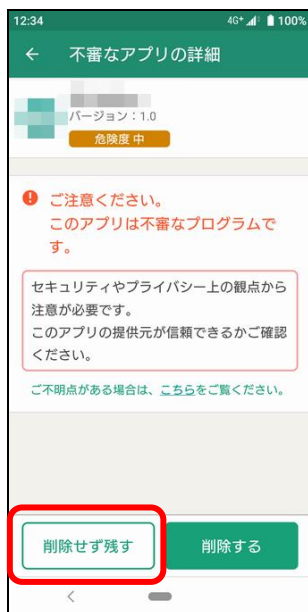 12:34 4G+ 100%
← 不審なアプリの詳細
バージョン：1.0
危険度 中
ご注意ください。
このアプリは不審なプログラムで
す。
セキュリティやプライバシー上の観点から
注意が必要です。
このアプリの提供元が信頼できるかご確認
ください。
ご不明点がある場合は、こちらをご覧ください。
削除せず残す 削除する